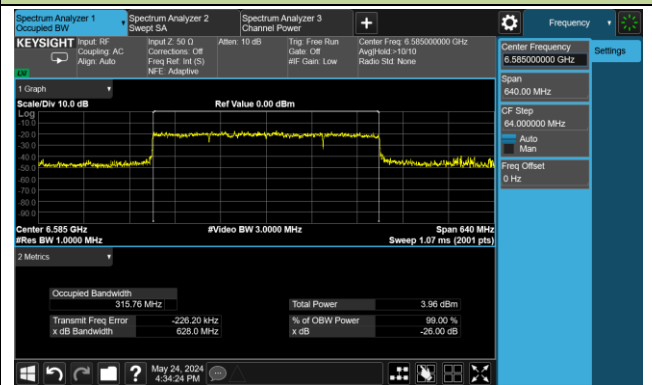 Spectrum Analyzer 1
Occupied BW
Spectrum Analyzer 2
Swept SA
Spectrum Analyzer 3
Channel Power
Frequency
KEYSIGHT
Input: RF
Coupling: AC
Align: Auto
Input Z: 50 Ω
Corrections: Off
Freq Ref: Int (S)
NFE: Adaptive
Atten: 10 dB
Trig: Free Run
Gate: Off
#IF Gain: Low
Center Freq: 6.585000000 GHz
Avg|Hold:>10/10
Radio Std: None
Center Frequency
6.585000000 GHz
Settings
Span
640.00 MHz
CF Step
64.000000 MHz
Auto
Man
Freq Offset
0 Hz
1 Graph
Scale/Div 10.0 dB
Ref Value 0.00 dBm
Log
-10.0
-20.0
-30.0
-40.0
-50.0
-60.0
-70.0
-80.0
-90.0
Center 6.585 GHz
#Video BW 3.0000 MHz
Span 640 MHz
#Res BW 1.0000 MHz
Sweep 1.07 ms (2001 pts)
2 Metrics
Occupied Bandwidth
315.76 MHz
Total Power 3.96 dBm
Transmit Freq Error -226.20 kHz
% of OBW Power 99.00 %
x dB Bandwidth 628.0 MHz
x dB -26.00 dB
May 24, 2024
4:34:24 PM